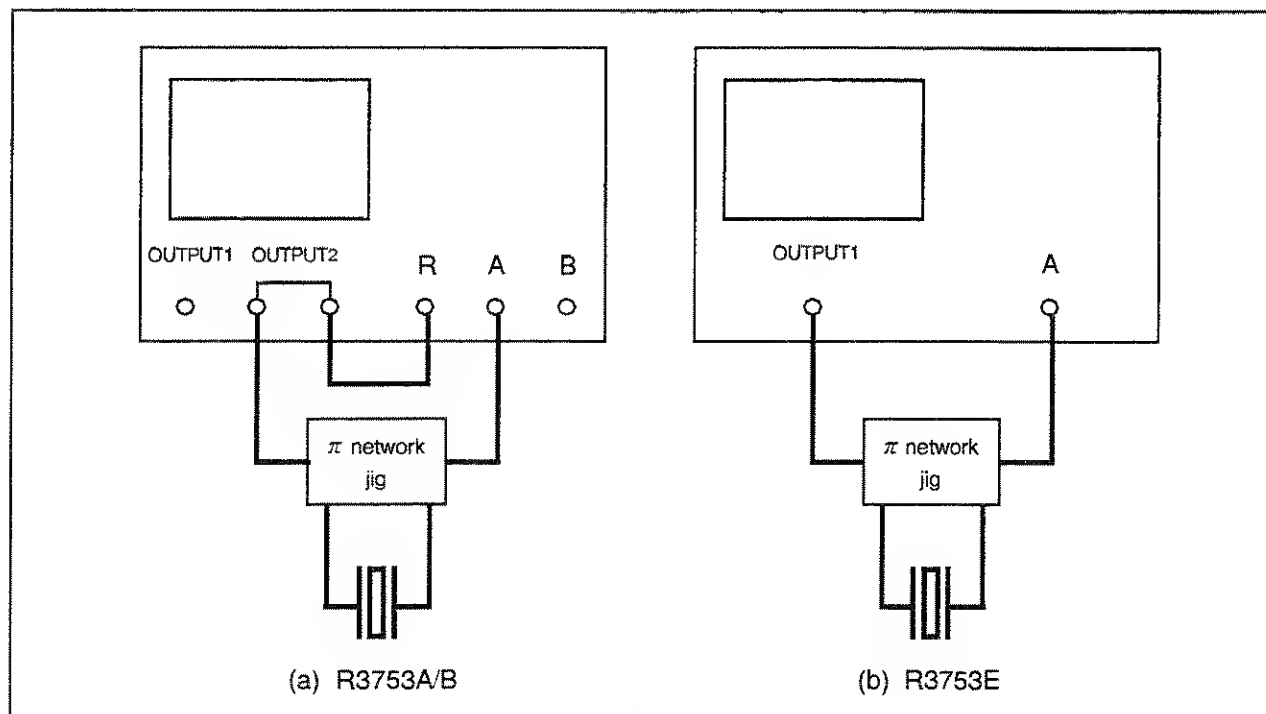 OUTPUT1 OUTPUT2
R A B
π network
jig
(a) R3753A/B
OUTPUT1
A
π network
jig
(b) R3753E